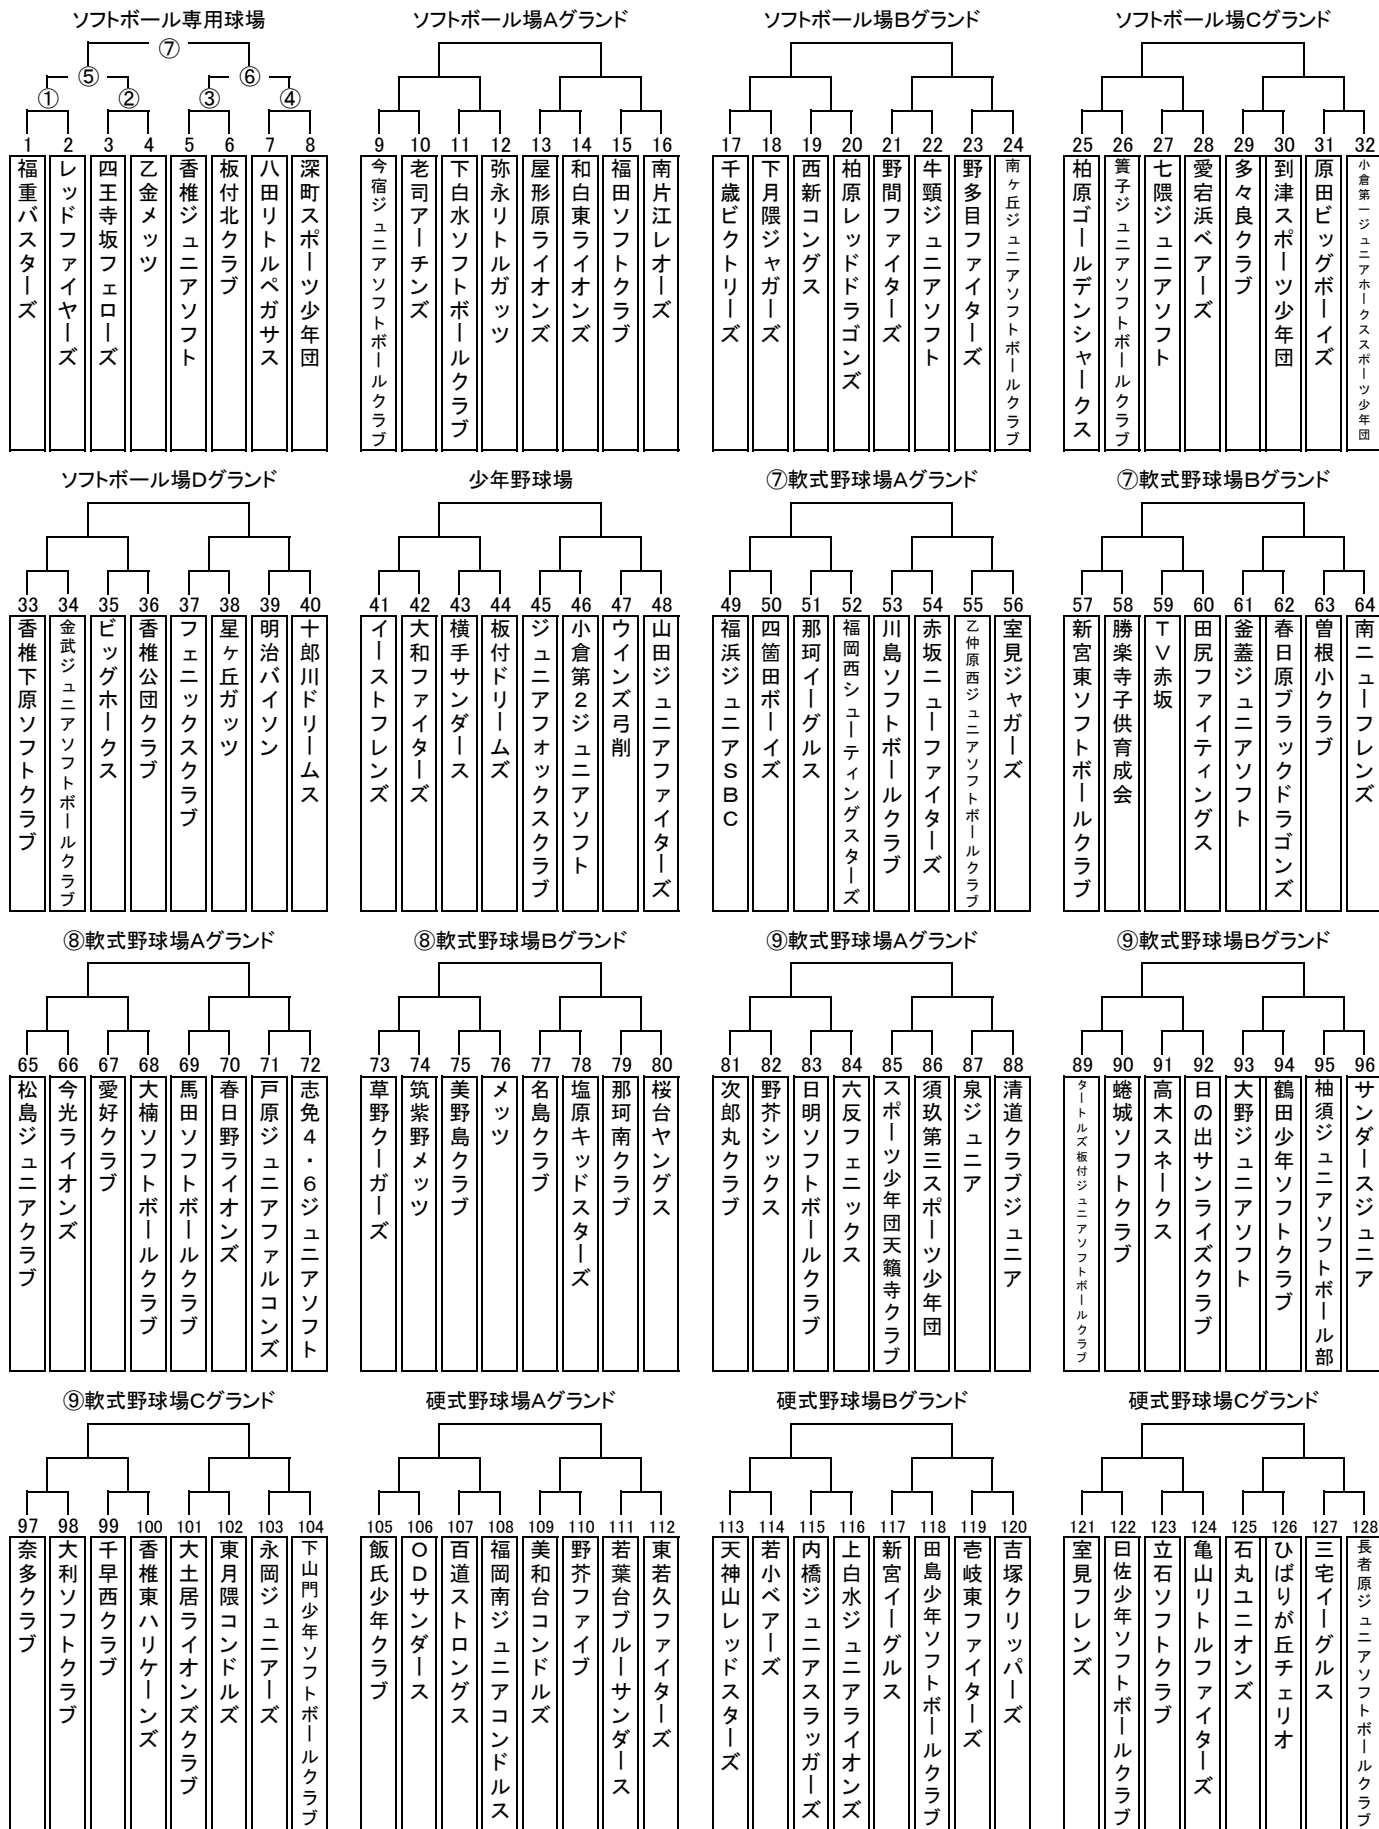 ソフトボール専用球場
⑦
⑤
⑥
①
②
③
④
1
2
3
4
5
6
7
8
福重バスターズ
レッドファイヤーズ
四王寺坂フェローズ
乙金メッツ
香椎ジュニアソフト
板付北クラブ
八田リトルペガサス
深町スポーツ少年団
ソフトボール場Aグランド
9
10
11
12
13
14
15
16
今宿ジュニアソフトボールクラブ
老司アーチンズ
下白水ソフトボールクラブ
弥永リトルガッツ
屋形原ライオンズ
和白東ライオンズ
福田ソフトクラブ
南片江レオーズ
ソフトボール場Bグランド
17
18
19
20
21
22
23
24
千歳ビクトリーズ
下月隈ジャガーズ
西新コングス
柏原レッドドラゴンズ
野間ファイターズ
牛頸ジュニアソフト
野多目ファイターズ
南ヶ丘ジュニアソフトボールクラブ
ソフトボール場Cグランド
25
26
27
28
29
30
31
32
柏原ゴールデンシャークス
簀子ジュニアソフトボールクラブ
七隈ジュニアソフト
愛宕浜ベアーズ
多々良クラブ
到津スポーツ少年団
原田ビッグボーイズ
小倉第一ジュニアホークススポーツ少年団
ソフトボール場Dグランド
33
34
35
36
37
38
39
40
香椎下原ソフトクラブ
金武ジュニアソフトボールクラブ
ビッグホークス
香椎公団クラブ
フェニックスクラブ
星ヶ丘ガッツ
明治バイソン
十郎川ドリームス
少年野球場
41
42
43
44
45
46
47
48
イーストフレンズ
大和ファイターズ
横手サンダース
板付ドリームズ
ジュニアフォックスクラブ
小倉第2ジュニアソフト
ウインズ弓削
山田ジュニアファイターズ
⑦軟式野球場Aグランド
49
50
51
52
53
54
55
56
福浜ジュニアSBC
四箇田ボーイズ
那珂イーグルス
福岡西シューティングスターズ
川島ソフトボールクラブ
赤坂ニューファイターズ
乙仲原西ジュニアソフトボールクラブ
室見ジャガーズ
⑦軟式野球場Bグランド
57
58
59
60
61
62
63
64
新宮東ソフトボールクラブ
勝楽寺子供育成会
TV赤坂
田尻ファイティングス
釜蓋ジュニアソフト
春日原ブラックドラゴンズ
曽根小クラブ
南ニューフレンズ
⑧軟式野球場Aグランド
65
66
67
68
69
70
71
72
松島ジュニアクラブ
今光ライオンズ
愛好クラブ
大楠ソフトボールクラブ
馬田ソフトボールクラブ
春日野ライオンズ
戸原ジュニアファルコンズ
志免4・6ジュニアソフト
⑧軟式野球場Bグランド
73
74
75
76
77
78
79
80
草野クーガーズ
筑紫野メッツ
美野島クラブ
メッツ
名島クラブ
塩原キッドスターズ
那珂南クラブ
桜台ヤングス
⑨軟式野球場Aグランド
81
82
83
84
85
86
87
88
次郎丸クラブ
野芥シックス
日明ソフトボールクラブ
六反フェニックス
スポーツ少年団天籟寺クラブ
須玖第三スポーツ少年団
泉ジュニア
清道クラブジュニア
⑨軟式野球場Bグランド
89
90
91
92
93
94
95
96
タートルズ板付ジュニアソフトボールクラブ
蜷城ソフトクラブ
高木スネークス
日の出サンライズクラブ
大野ジュニアソフト
鶴田少年ソフトクラブ
柚須ジュニアソフトボール部
サンダースジュニア
⑨軟式野球場Cグランド
97
98
99
100
101
102
103
104
奈多クラブ
大利ソフトクラブ
千早西クラブ
香椎東ハリケーンズ
大土居ライオンズクラブ
東月隈コンドルズ
永岡ジュニアーズ
下山門少年ソフトボールクラブ
硬式野球場Aグランド
105
106
107
108
109
110
111
112
飯氏少年クラブ
ODサンダース
百道ストロングス
福岡南ジュニアコンドルス
美和台コンドルズ
野芥ファイブ
若葉台ブルーサンダース
東若久ファイターズ
硬式野球場Bグランド
113
114
115
116
117
118
119
120
天神山レッドスターズ
若小ベアーズ
内橋ジュニアスラッガーズ
上白水ジュニアライオンズ
新宮イーグルス
田島少年ソフトボールクラブ
壱岐東ファイターズ
吉塚クリッパーズ
硬式野球場Cグランド
121
122
123
124
125
126
127
128
室見フレンズ
曰佐少年ソフトボールクラブ
立石ソフトクラブ
亀山リトルファイターズ
石丸ユニオンズ
ひばりが丘チェリオ
三宅イーグルス
長者原ジュニアソフトボールクラブ